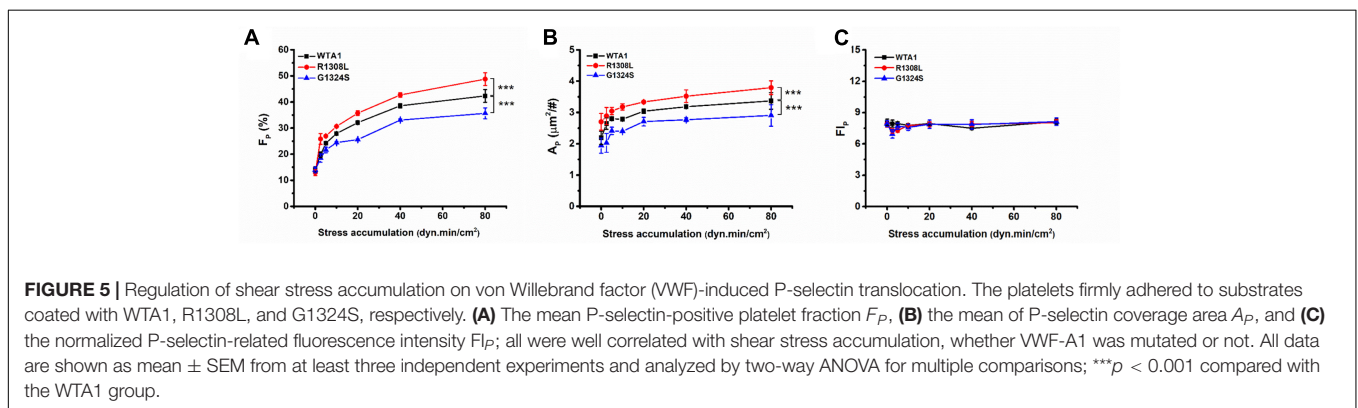 A
WTA1
R1308L
G1324S
60
50
40
30
20
10
0
F_P (%)
***
***
0 20 40 60 80
Stress accumulation (dyn.min/cm²)
B
WTA1
R1308L
G1324S
5
4
3
2
1
0
A_P (μm²/#)
***
***
0 20 40 60 80
Stress accumulation (dyn.min/cm²)
C
WTA1
R1308L
G1324S
15
12
9
6
3
0
FI_P
0 20 40 60 80
Stress accumulation (dyn.min/cm²)
FIGURE 5 | Regulation of shear stress accumulation on von Willebrand factor (VWF)-induced P-selectin translocation. The platelets firmly adhered to substrates
coated with WTA1, R1308L, and G1324S, respectively. (A) The mean P-selectin-positive platelet fraction F_P, (B) the mean of P-selectin coverage area A_P, and (C)
the normalized P-selectin-related fluorescence intensity FI_P; all were well correlated with shear stress accumulation, whether VWF-A1 was mutated or not. All data
are shown as mean ± SEM from at least three independent experiments and analyzed by two-way ANOVA for multiple comparisons; ***p < 0.001 compared with
the WTA1 group.